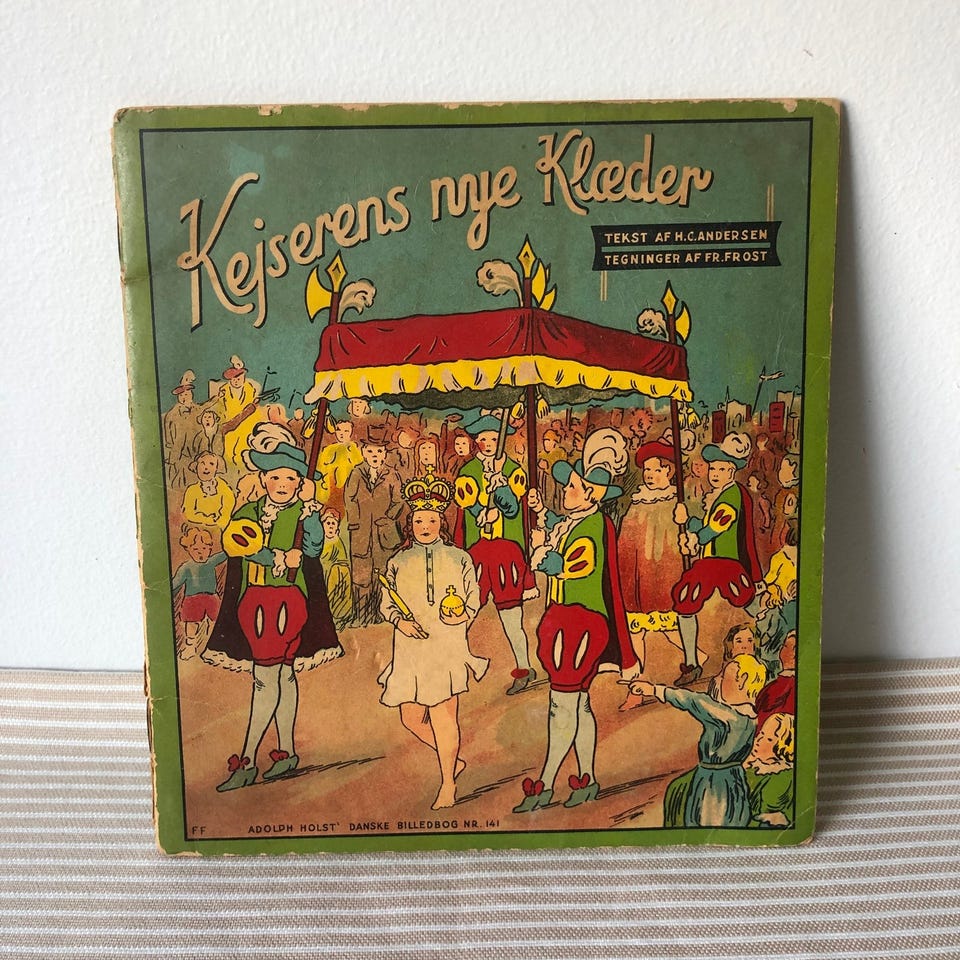 Kejserens nye Klæder
TEKST AF H.C. ANDERSEN
TEGNINGER AF FR. FROST
FF
ADOLPH HOLST' DANSKE BILLEDBOG NR. 141